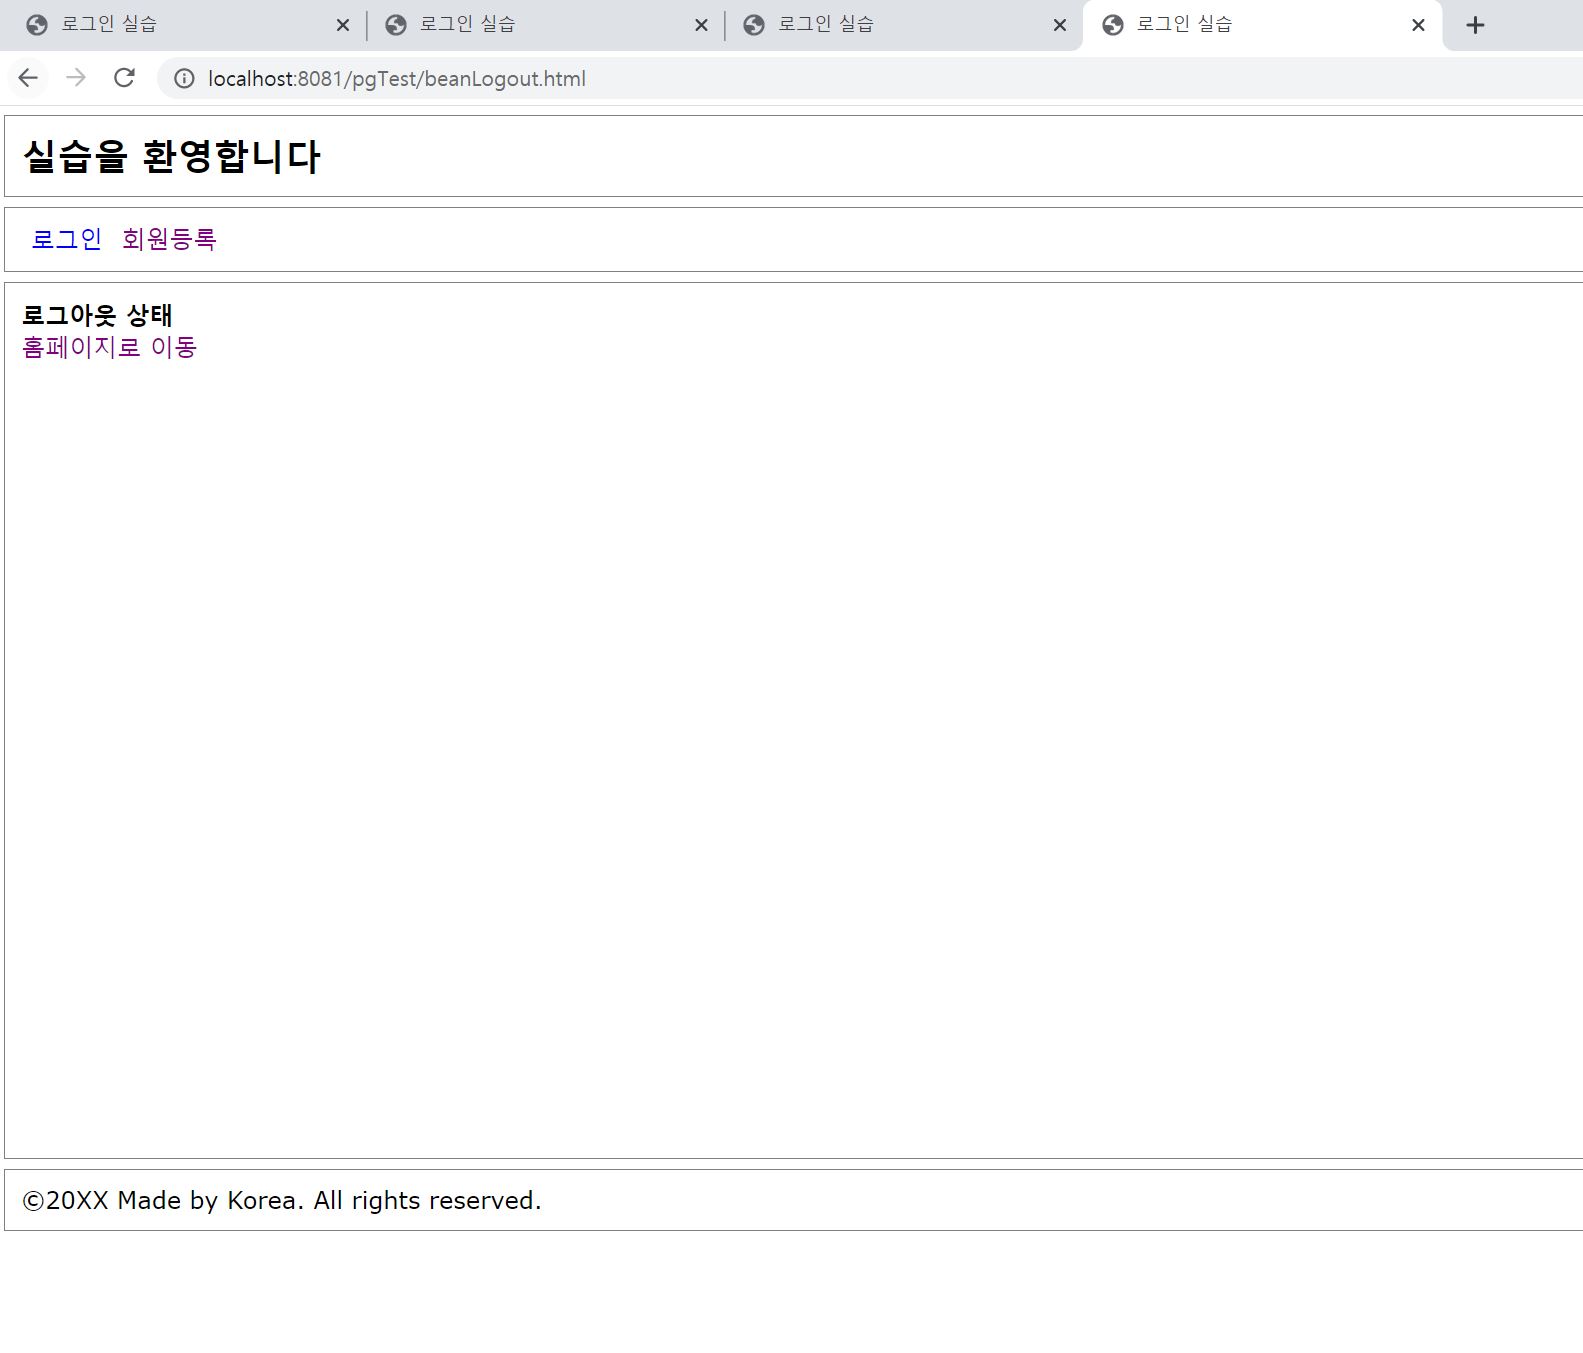 로그인 실습 로그인 실습 로그인 실습 로그인 실습
localhost:8081/pgTest/beanLogout.html
실습을 환영합니다
로그인 회원등록
로그아웃 상태
홈페이지로 이동
©20XX Made by Korea. All rights reserved.